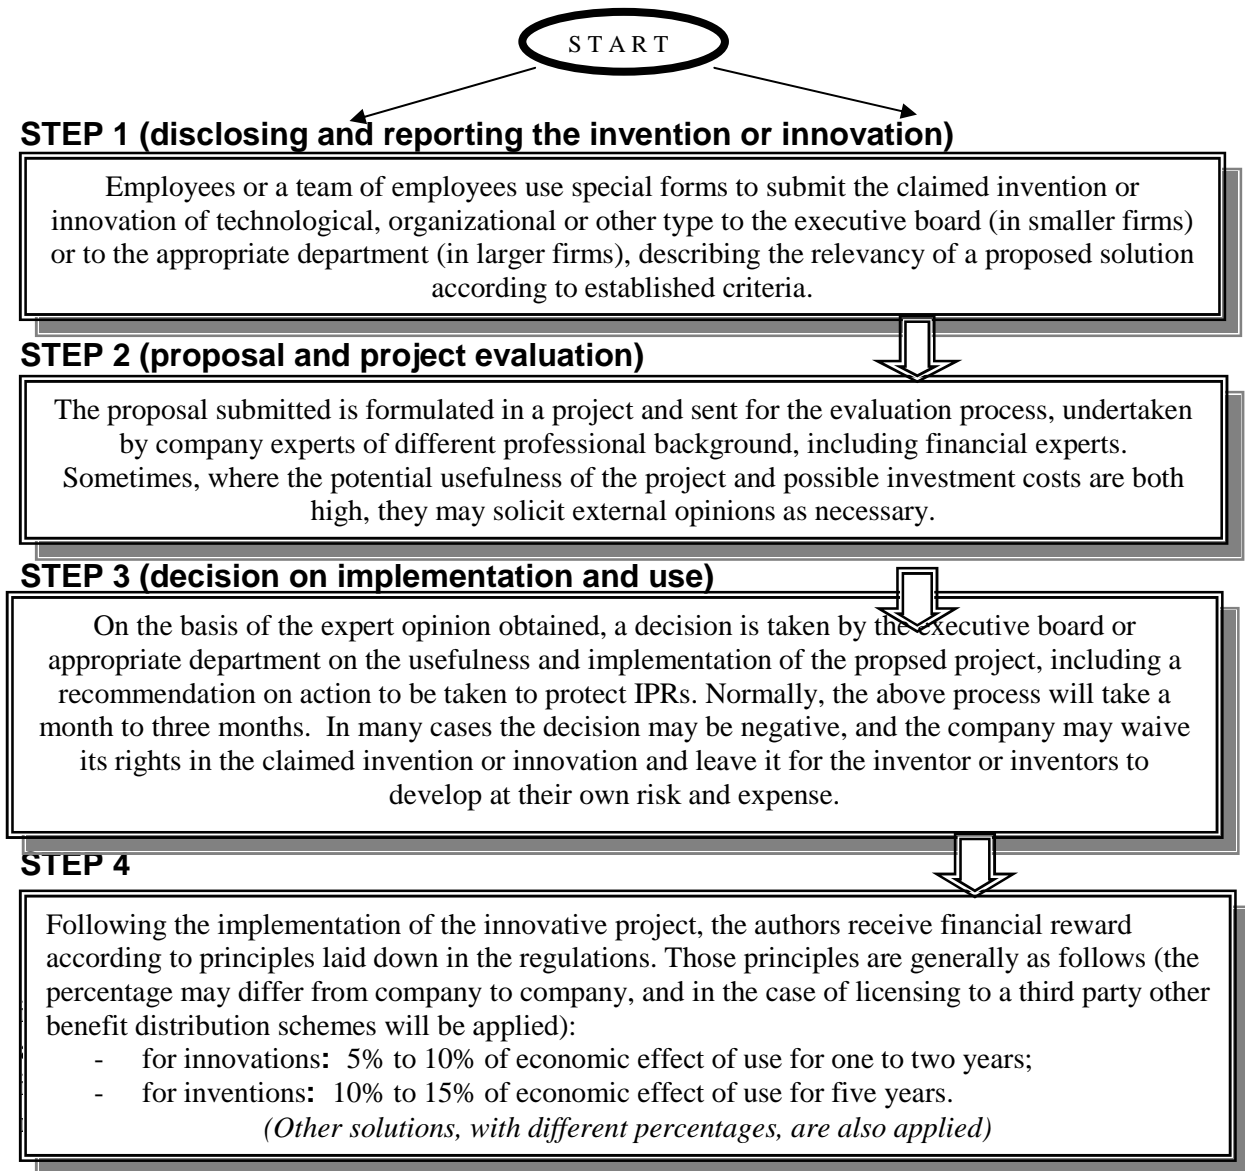 S T A R T
STEP 1 (disclosing and reporting the invention or innovation)
Employees or a team of employees use special forms to submit the claimed invention or
innovation of technological, organizational or other type to the executive board (in smaller firms)
or to the appropriate department (in larger firms), describing the relevancy of a proposed solution
according to established criteria.
STEP 2 (proposal and project evaluation)
The proposal submitted is formulated in a project and sent for the evaluation process, undertaken
by company experts of different professional background, including financial experts.
Sometimes, where the potential usefulness of the project and possible investment costs are both
high, they may solicit external opinions as necessary.
STEP 3 (decision on implementation and use)
On the basis of the expert opinion obtained, a decision is taken by the executive board or
appropriate department on the usefulness and implementation of the propsed project, including a
recommendation on action to be taken to protect IPRs. Normally, the above process will take a
month to three months.  In many cases the decision may be negative, and the company may waive
its rights in the claimed invention or innovation and leave it for the inventor or inventors to
develop at their own risk and expense.
STEP 4
Following the implementation of the innovative project, the authors receive financial reward
according to principles laid down in the regulations. Those principles are generally as follows (the
percentage may differ from company to company, and in the case of licensing to a third party other
benefit distribution schemes will be applied):
- for innovations:  5% to 10% of economic effect of use for one to two years;
- for inventions:  10% to 15% of economic effect of use for five years.
(Other solutions, with different percentages, are also applied)